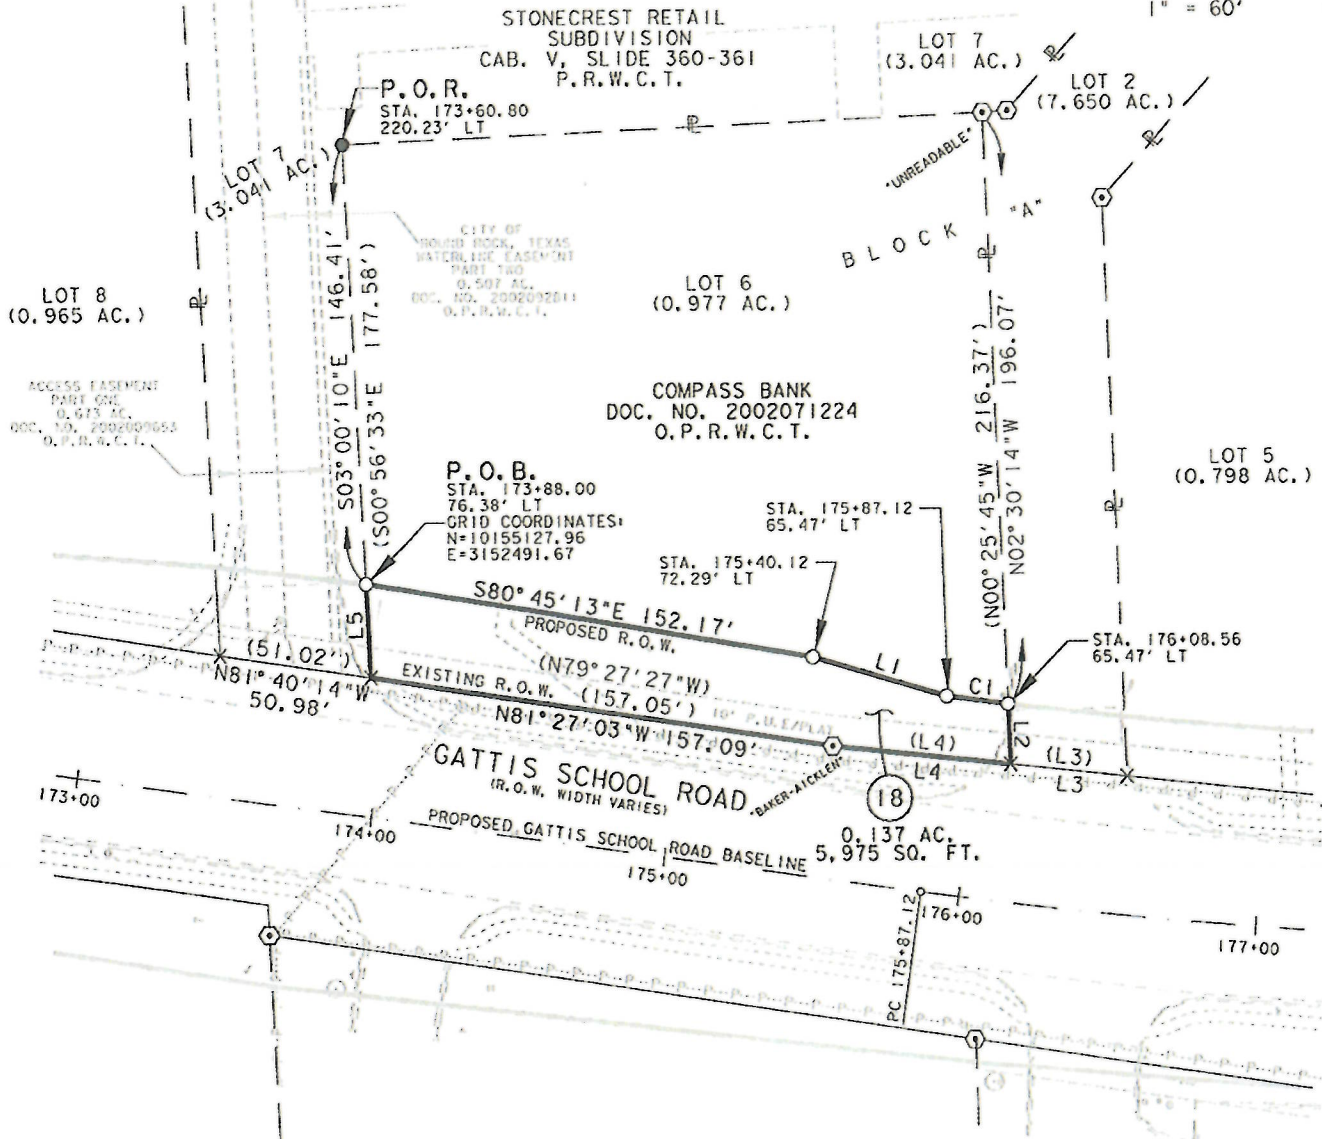 STONECREST RETAIL
SUBDIVISION
CAB. V, SLIDE 360-361
P.R.W.C.T.
1" = 60'
LOT 7
(3.041 AC.)
LOT 2
(7.650 AC.)
P.O.R.
STA. 173+60.80
220.23' LT
LOT 7
(3.041 AC.)
"UNREADABLE"
BLOCK "A"
CITY OF
ROUND ROCK, TEXAS
WATERLINE EASEMENT
PART TWO
0.507 AC.
DOC. NO. 2002092811
O.P.R.W.C.T.
LOT 8
(0.965 AC.)
LOT 6
(0.977 AC.)
S03°00'10"E 146.41'
(S00°56'33"E 177.58')
(N00°25'45"W 216.37')
N02°30'14"W 196.07'
ACCESS EASEMENT
PART ONE
0.673 AC.
DOC. NO. 2002009653
O.P.R.W.C.T.
COMPASS BANK
DOC. NO. 2002071224
O.P.R.W.C.T.
LOT 5
(0.798 AC.)
P.O.B.
STA. 173+88.00
76.38' LT
GRID COORDINATES:
N=10155127.96
E=3152491.67
STA. 175+87.12
65.47' LT
STA. 175+40.12
72.29' LT
S80°45'13"E 152.17'
PROPOSED R.O.W.
L5
L1
C1
L2
STA. 176+08.56
65.47' LT
(51.02')
N81°40'14"W
50.98'
(N79°27'27"W)
EXISTING R.O.W. (157.05')
10' P.U.E/PLAT
N81°27'03"W 157.09'
(L4)
L4
(L3)
L3
GATTIS SCHOOL ROAD
(R.O.W. WIDTH VARIES)
"BAKER-AICKLEN"
18
0.137 AC.
5,975 SQ. FT.
173+00
174+00
PROPOSED GATTIS SCHOOL ROAD BASELINE
175+00
176+00
177+00
PC 175+87.12